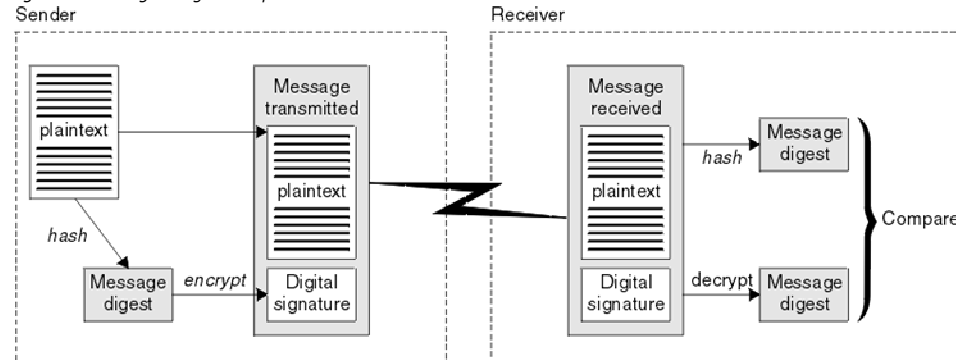 Sender
Receiver
plaintext
hash
Message
digest
encrypt
Message
transmitted
plaintext
Digital
signature
Message
received
plaintext
Digital
signature
hash
Message
digest
decrypt
Message
digest
Compare